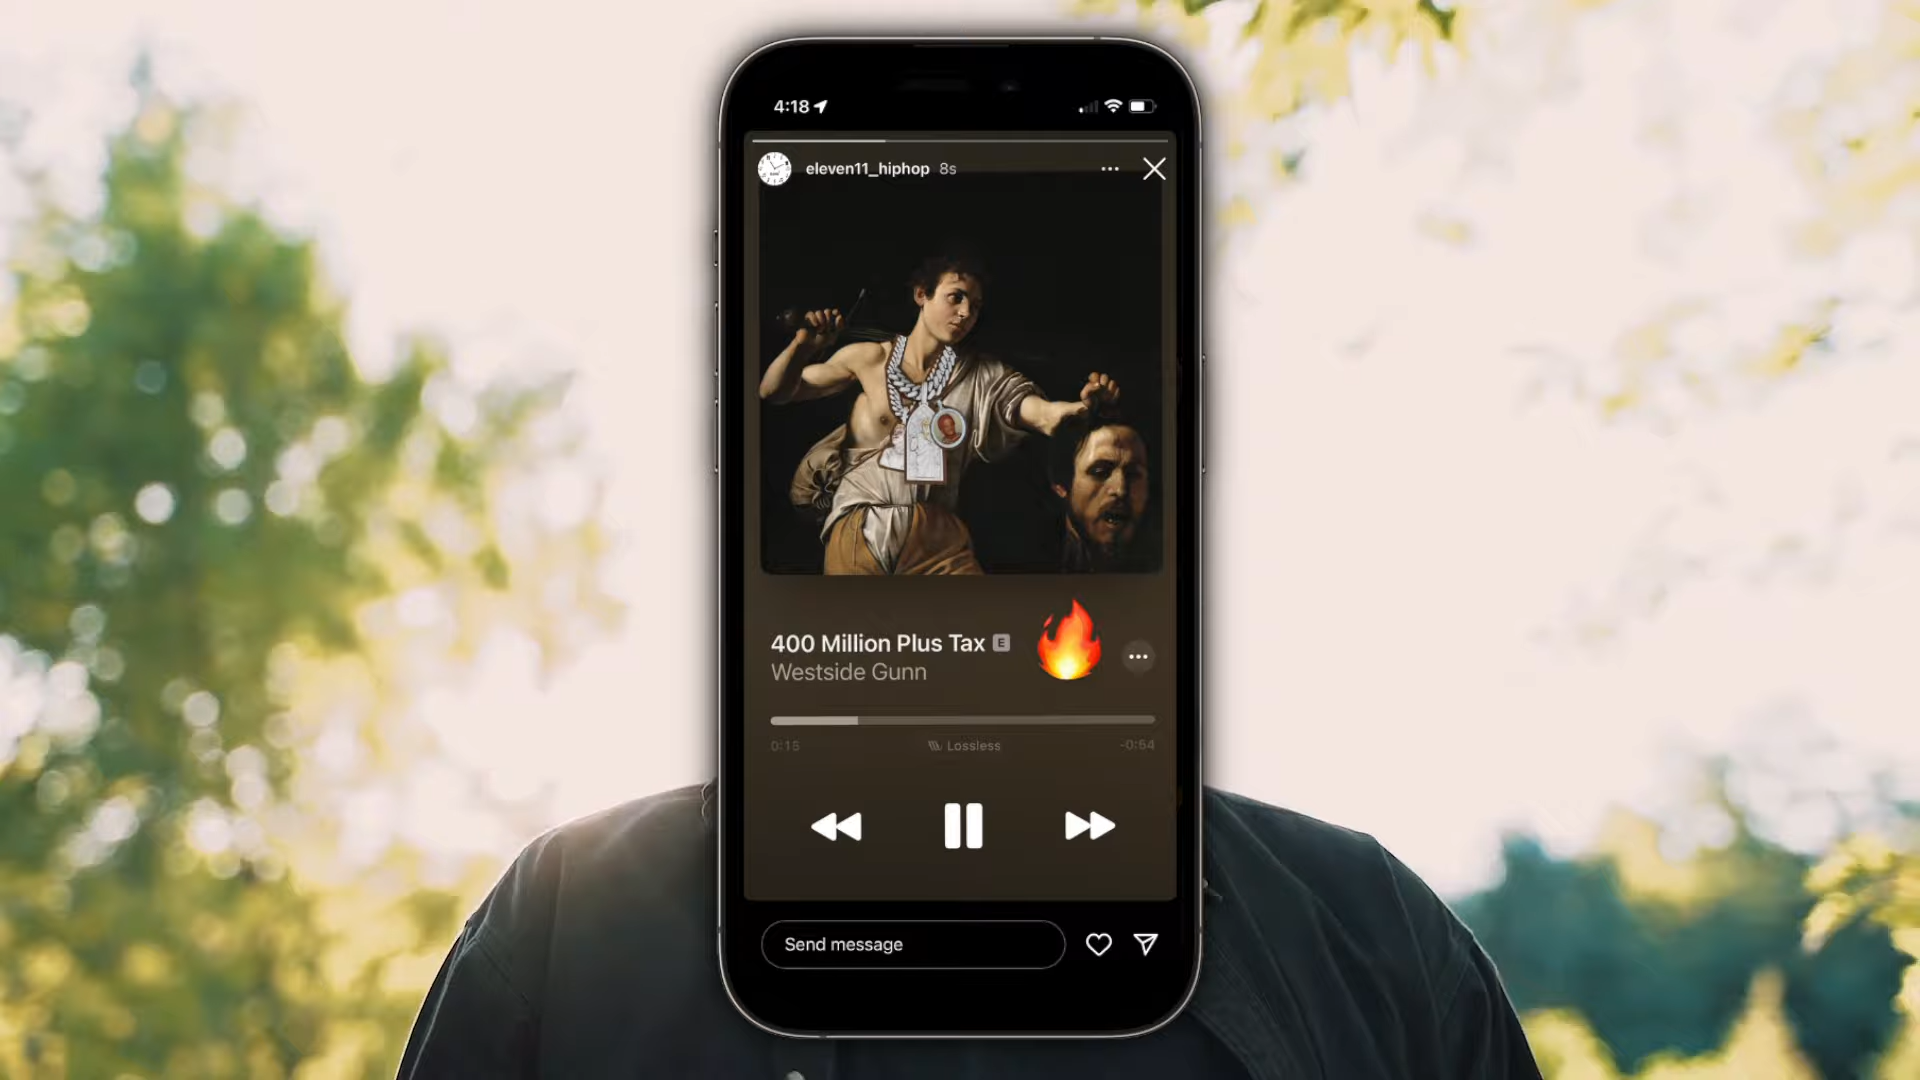 4:18
eleven11_hiphop 8s
400 Million Plus Tax E
Westside Gunn
0:15 Lossless -0:54
Send message